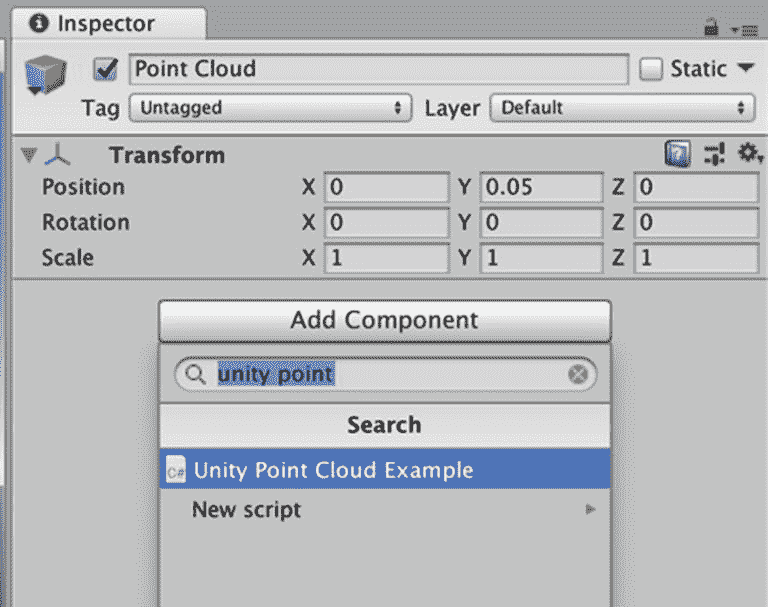 Inspector
Point Cloud Static
Tag Untagged Layer Default
Transform
Position X 0 Y 0.05 Z 0
Rotation X 0 Y 0 Z 0
Scale X 1 Y 1 Z 1
Add Component
unity point
Search
C# Unity Point Cloud Example
New script